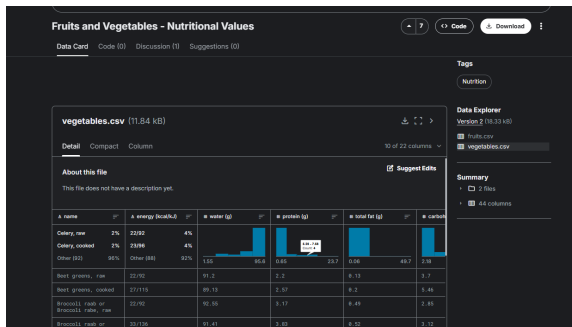 Fruits and Vegetables - Nutritional Values
7
<> Code
Download
Data Card Code (0) Discussion (1) Suggestions (0)
Tags
Nutrition
vegetables.csv (11.84 kB)
Detail Compact Column
10 of 22 columns
About this file
Suggest Edits
This file does not have a description yet.
Data Explorer
Version 2 (18.33 kB)
fruits.csv
vegetables.csv
Summary
2 files
44 columns
name energy (kcal/kJ) water (g) protein (g) total fat (g) carboh
Celery, raw 2% 22/92 4%
Celery, cooked 2% 23/96 4%
Other (92) 96% Other (88) 92%
1.55 95.6 0.65 23.7 0.06 49.7 2.18
Beet greens, raw 22/92 91.2 2.2 0.13 3.7
Beet greens, cooked 27/115 89.13 2.57 0.2 5.46
Broccoli raab or Broccoli rabe, raw 22/92 92.55 3.17 0.49 2.85
Broccoli raab or 33/136 91.41 3.83 0.52 3.12